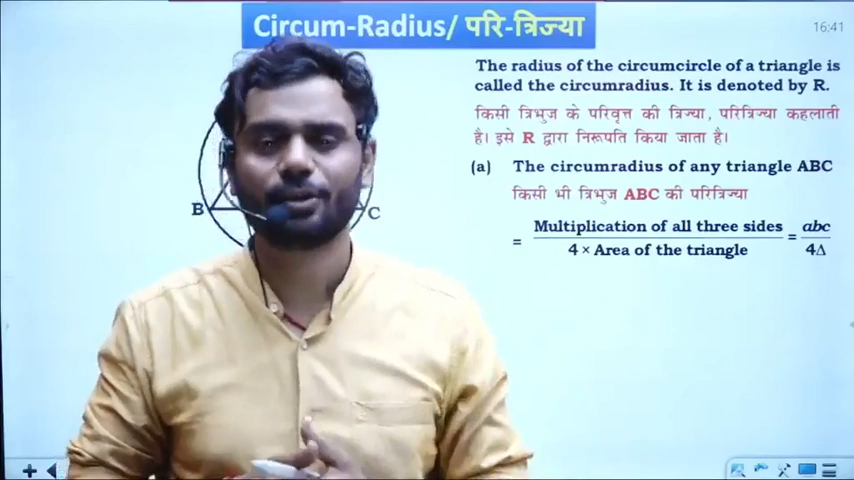 Circum-Radius/ परि-त्रिज्या
16:41
The radius of the circumcircle of a triangle is
called the circumradius. It is denoted by R.
किसी त्रिभुज के परिवृत्त की त्रिज्या, परित्रिज्या कहलाती
है। इसे R द्वारा निरूपति किया जाता है।
(a) The circumradius of any triangle ABC
किसी भी त्रिभुज ABC की परित्रिज्या
= Multiplication of all three sides / 4 × Area of the triangle = abc / 4Δ
B C